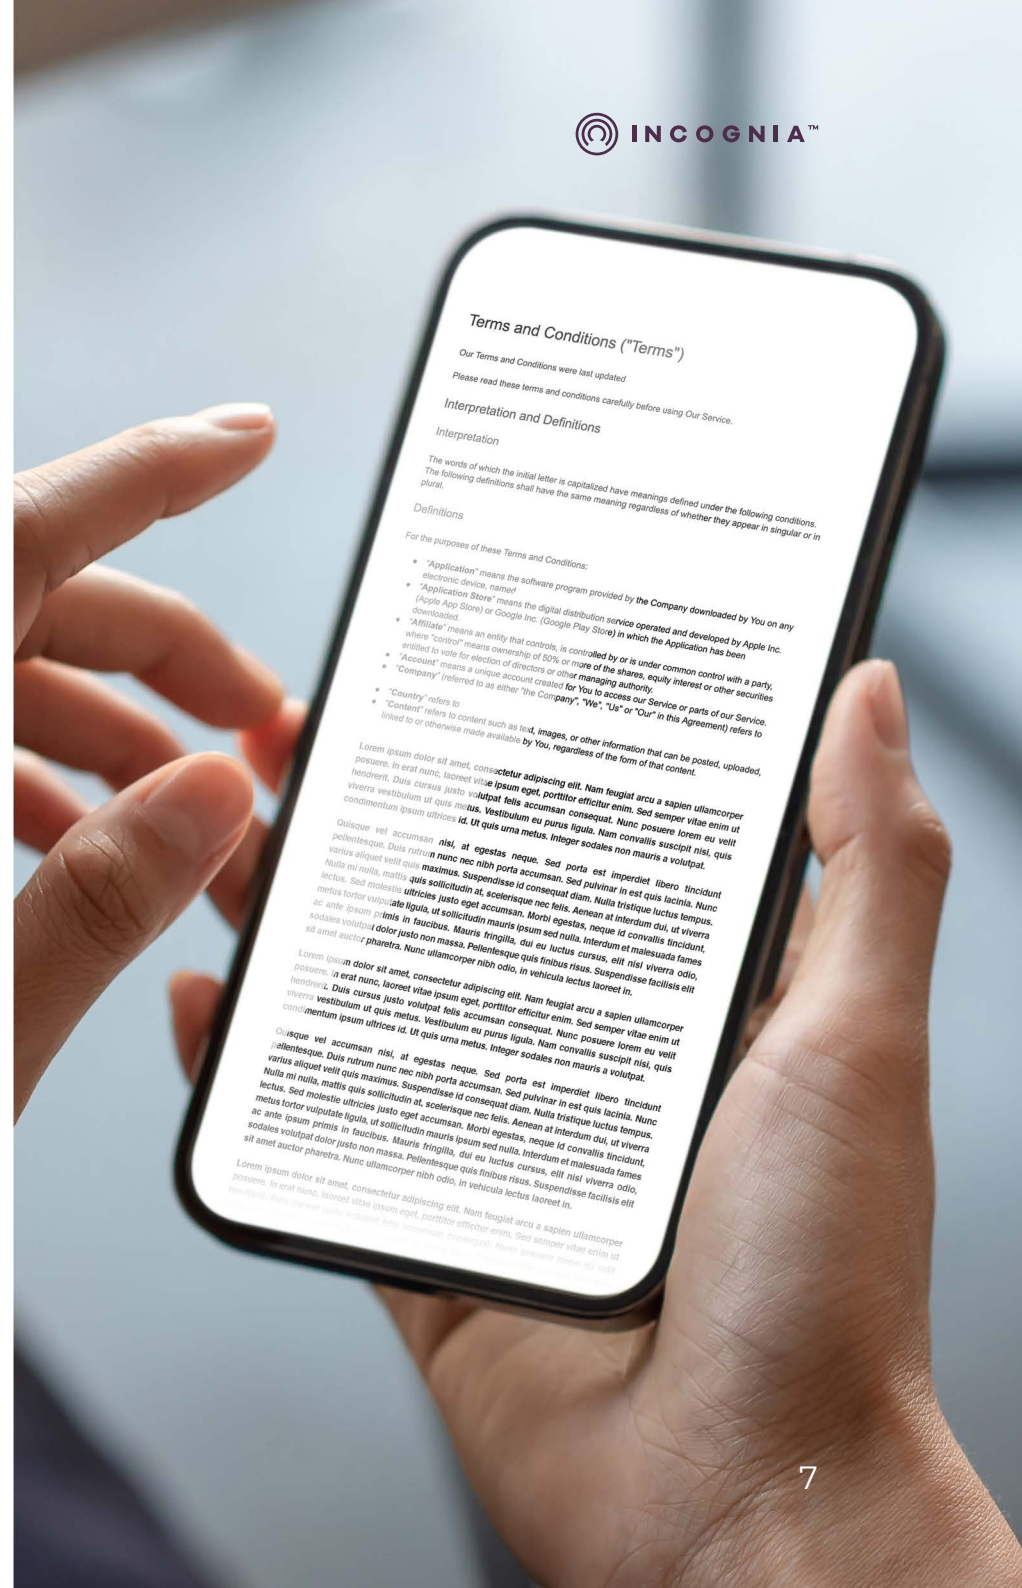 INCOGNIA™
Terms and Conditions ("Terms")
Our Terms and Conditions were last updated
Please read these terms and conditions carefully before using Our Service.
Interpretation and Definitions
Interpretation
The words of which the initial letter is capitalized have meanings defined under the following conditions.
The following definitions shall have the same meaning regardless of whether they appear in singular or in
plural.
Definitions
For the purposes of these Terms and Conditions:
• "Application" means the software program provided by the Company downloaded by You on any
electronic device, named
• "Application Store" means the digital distribution service operated and developed by Apple Inc.
(Apple App Store) or Google Inc. (Google Play Store) in which the Application has been
downloaded.
• "Affiliate" means an entity that controls, is controlled by or is under common control with a party,
where "control" means ownership of 50% or more of the shares, equity interest or other securities
entitled to vote for election of directors or other managing authority.
• "Account" means a unique account created for You to access our Service or parts of our Service.
• "Company" (referred to as either "the Company", "We", "Us" or "Our" in this Agreement) refers to
• "Country" refers to
• "Content" refers to content such as text, images, or other information that can be posted, uploaded,
linked to or otherwise made available by You, regardless of the form of that content.
Lorem ipsum dolor sit amet, consectetur adipiscing elit. Nam feugiat arcu a sapien ullamcorper
posuere. In erat nunc, laoreet vitae ipsum eget, porttitor efficitur enim. Sed semper vitae enim ut
hendrerit. Duis cursus justo volutpat felis accumsan consequat. Nunc posuere lorem eu velit
viverra vestibulum ut quis metus. Vestibulum eu purus ligula. Nam convallis suscipit nisi, quis
condimentum ipsum ultrices id. Ut quis urna metus. Integer sodales non mauris a volutpat.
Quisque vel accumsan nisi, at egestas neque. Sed porta est imperdiet libero tincidunt
pellentesque. Duis rutrum nunc nec nibh porta accumsan. Sed pulvinar in est quis lacinia. Nunc
varius aliquet velit quis maximus. Suspendisse id consequat diam. Nulla tristique luctus tempus.
Nulla mi nulla, mattis quis sollicitudin at, scelerisque nec felis. Aenean at interdum dui, ut viverra
lectus. Sed molestie ultricies justo eget accumsan. Morbi egestas, neque id convallis tincidunt,
metus tortor vulputate ligula, ut sollicitudin mauris ipsum sed nulla. Interdum et malesuada fames
ac ante ipsum primis in faucibus. Mauris fringilla, dui eu luctus cursus, elit nisl viverra odio,
sodales volutpat dolor justo non massa. Pellentesque quis finibus risus. Suspendisse facilisis elit
sit amet auctor pharetra. Nunc ullamcorper nibh odio, in vehicula lectus laoreet in.
Lorem ipsum dolor sit amet, consectetur adipiscing elit. Nam feugiat arcu a sapien ullamcorper
posuere. In erat nunc, laoreet vitae ipsum eget, porttitor efficitur enim. Sed semper vitae enim ut
hendrerit. Duis cursus justo volutpat felis accumsan consequat. Nunc posuere lorem eu velit
viverra vestibulum ut quis metus. Vestibulum eu purus ligula. Nam convallis suscipit nisi, quis
condimentum ipsum ultrices id. Ut quis urna metus. Integer sodales non mauris a volutpat.
Quisque vel accumsan nisi, at egestas neque. Sed porta est imperdiet libero tincidunt
pellentesque. Duis rutrum nunc nec nibh porta accumsan. Sed pulvinar in est quis lacinia. Nunc
varius aliquet velit quis maximus. Suspendisse id consequat diam. Nulla tristique luctus tempus.
Nulla mi nulla, mattis quis sollicitudin at, scelerisque nec felis. Aenean at interdum dui, ut viverra
lectus. Sed molestie ultricies justo eget accumsan. Morbi egestas, neque id convallis tincidunt,
metus tortor vulputate ligula, ut sollicitudin mauris ipsum sed nulla. Interdum et malesuada fames
ac ante ipsum primis in faucibus. Mauris fringilla, dui eu luctus cursus, elit nisl viverra odio,
sodales volutpat dolor justo non massa. Pellentesque quis finibus risus. Suspendisse facilisis elit
sit amet auctor pharetra. Nunc ullamcorper nibh odio, in vehicula lectus laoreet in.
Lorem ipsum dolor sit amet, consectetur adipiscing elit. Nam feugiat arcu a sapien ullamcorper
posuere. In erat nunc, laoreet vitae ipsum eget, porttitor efficitur enim. Sed semper vitae enim ut
posuere lorem eu velit
7